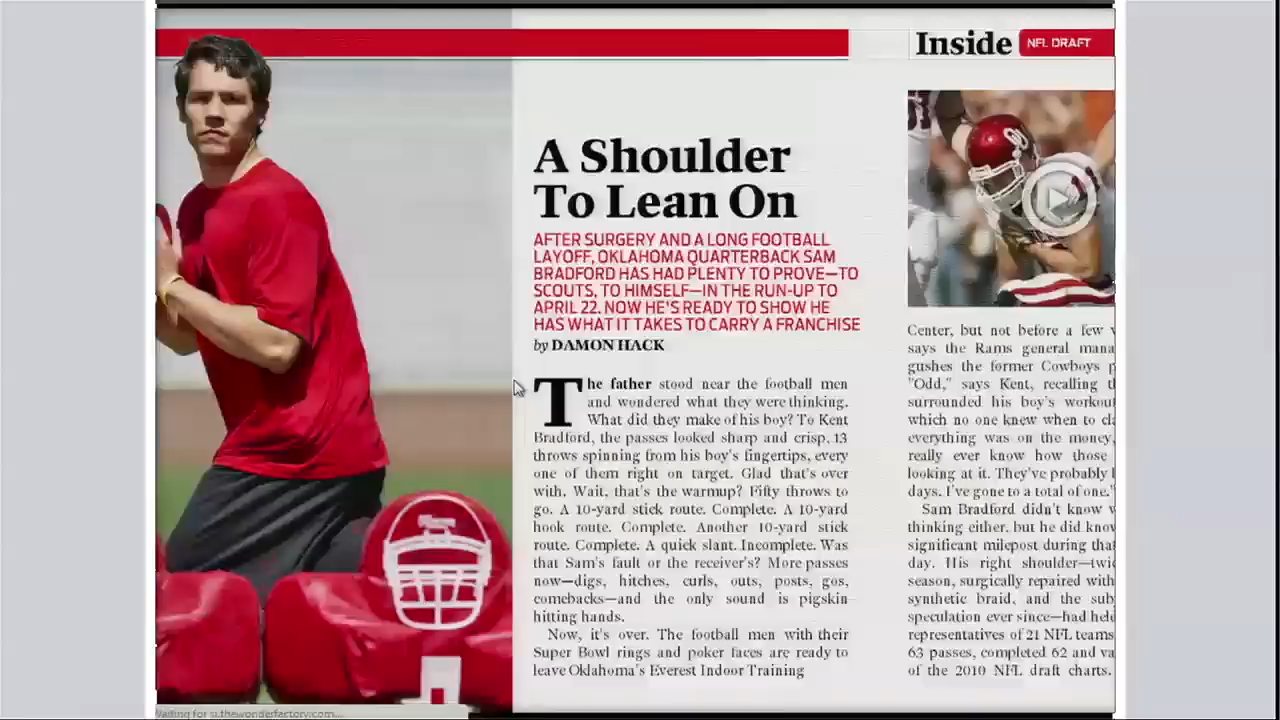 Inside NFL DRAFT
A Shoulder
To Lean On
AFTER SURGERY AND A LONG FOOTBALL
LAYOFF, OKLAHOMA QUARTERBACK SAM
BRADFORD HAS HAD PLENTY TO PROVE—TO
SCOUTS, TO HIMSELF—IN THE RUN-UP TO
APRIL 22. NOW HE'S READY TO SHOW HE
HAS WHAT IT TAKES TO CARRY A FRANCHISE
by DAMON HACK
The father stood near the football men
and wondered what they were thinking.
What did they make of his boy? To Kent
Bradford, the passes looked sharp and crisp, 13
throws spinning from his boy's fingertips, every
one of them right on target. Glad that's over
with. Wait, that's the warmup? Fifty throws to
go. A 10-yard stick route. Complete. A 10-yard
hook route. Complete. Another 10-yard stick
route. Complete. A quick slant. Incomplete. Was
that Sam's fault or the receiver's? More passes
now—digs, hitches, curls, outs, posts, gos,
comebacks—and the only sound is pigskin
hitting hands.
Now, it's over. The football men with their
Super Bowl rings and poker faces are ready to
leave Oklahoma's Everest Indoor Training
Center, but not before a few
says the Rams general mana
gushes the former Cowboys p
"Odd," says Kent, recalling t
surrounded his boy's workou
which no one knew when to cl
everything was on the money,
really ever know how those
looking at it. They've probably
days. I've gone to a total of one."
Sam Bradford didn't know
thinking either, but he did know
significant milepost during that
day. His right shoulder—twic
season, surgically repaired with
synthetic braid, and the sub
speculation ever since—had held
representatives of 21 NFL teams
63 passes, completed 62 and va
of the 2010 NFL draft charts.
Waiting for si.thewonderfactory.com...